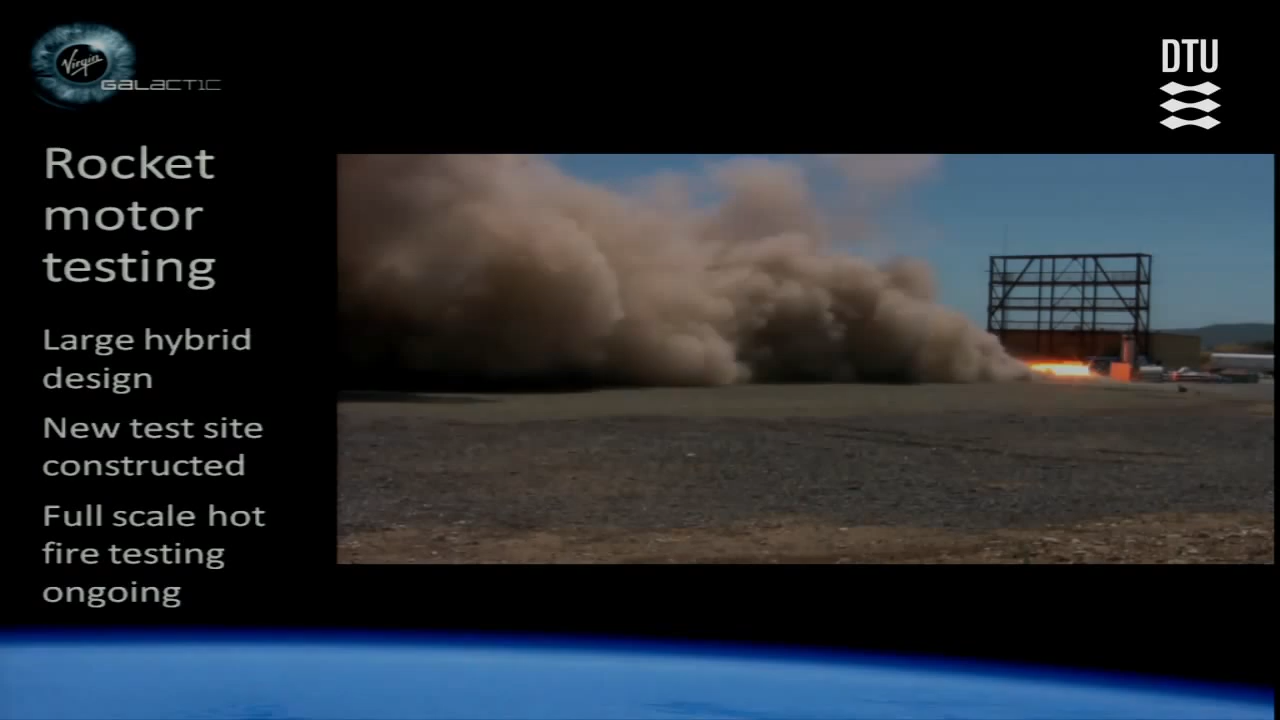 Virgin
GALACTIC
DTU
Rocket
motor
testing
Large hybrid
design
New test site
constructed
Full scale hot
fire testing
ongoing